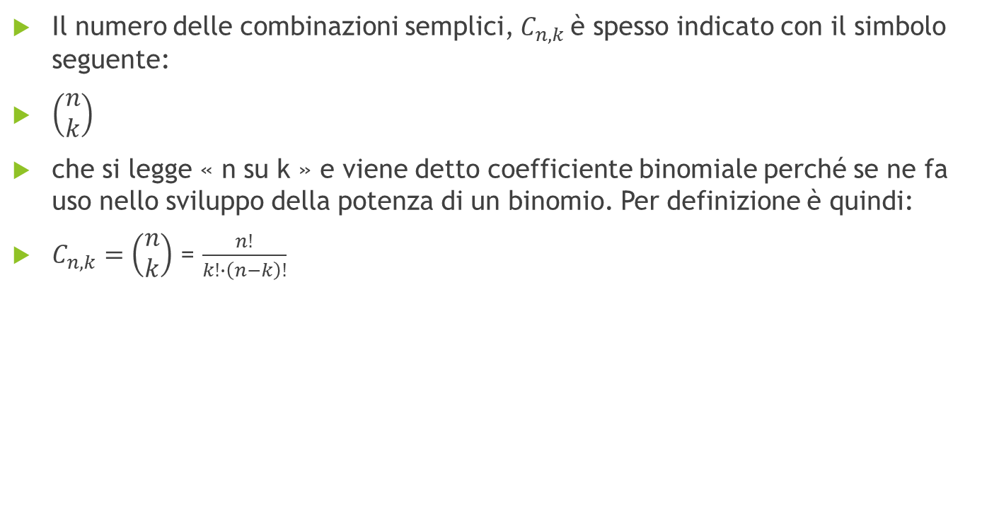 Il numero delle combinazioni semplici, C_{n,k} è spesso indicato con il simbolo
seguente:
\binom{n}{k}
che si legge « n su k » e viene detto coefficiente binomiale perché se ne fa
uso nello sviluppo della potenza di un binomio. Per definizione è quindi:
C_{n,k} = \binom{n}{k} = \frac{n!}{k!·(n−k)!}